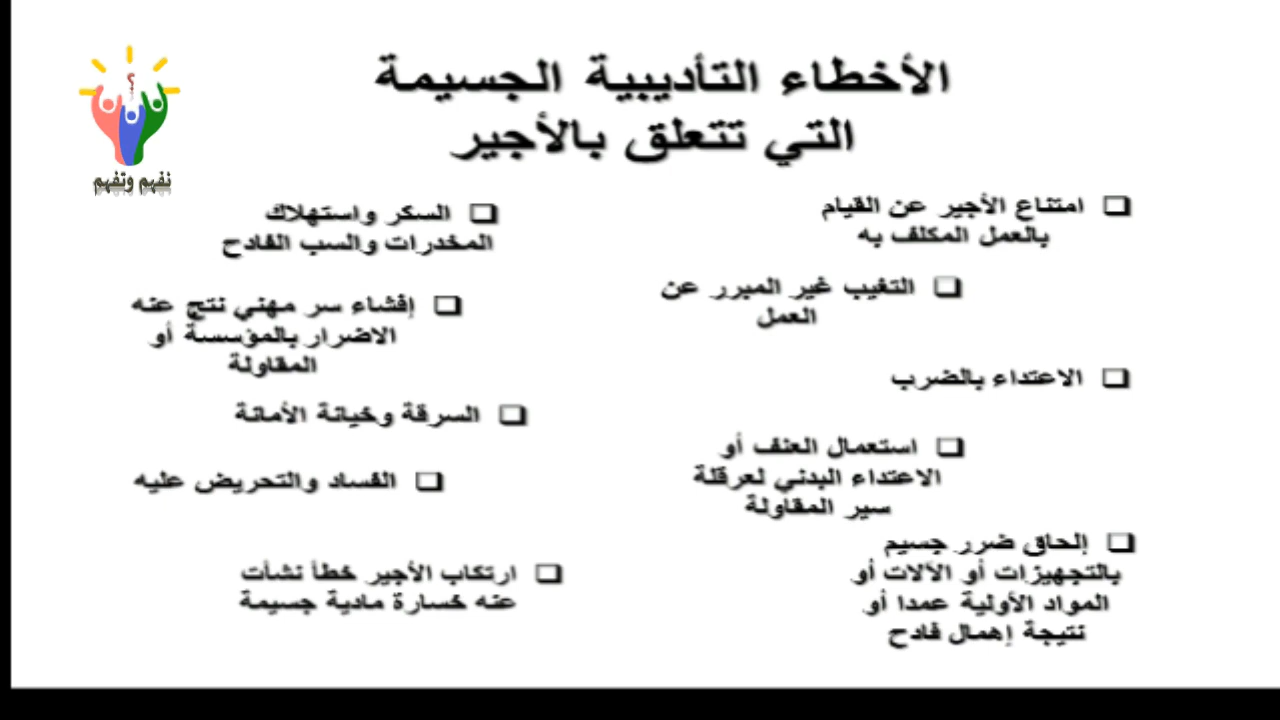 الأخطاء التأديبية الجسيمة
التي تتعلق بالأجير
؟
نفهم وتفهم
❑ امتناع الأجير عن القيام
بالعمل المكلف به
❑ التغيب غير المبرر عن
العمل
❑ الاعتداء بالضرب
❑ استعمال العنف أو
الاعتداء البدني لعرقلة
سير المقاولة
❑ إلحاق ضرر جسيم
بالتجهيزات أو الآلات أو
المواد الأولية عمدا أو
نتيجة إهمال فادح
❑ السكر واستهلاك
المخدرات والسب الفادح
❑ إفشاء سر مهني نتج عنه
الاضرار بالمؤسسة أو
المقاولة
❑ السرقة وخيانة الأمانة
❑ الفساد والتحريض عليه
❑ ارتكاب الأجير خطأ نشأت
عنه خسارة مادية جسيمة